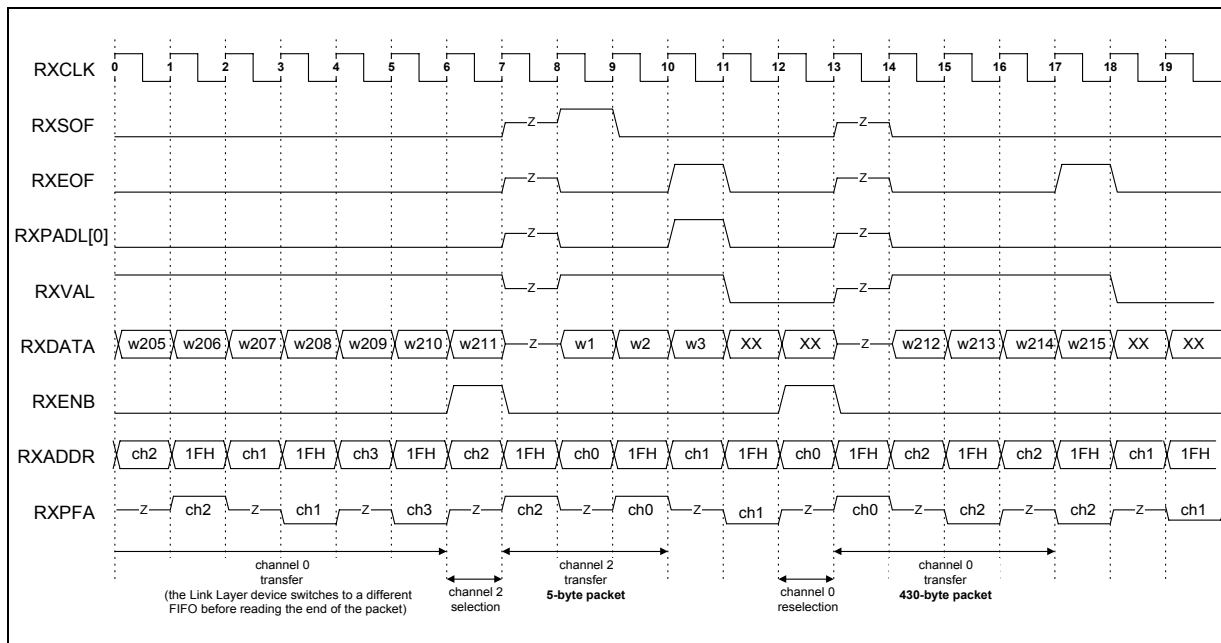 RXCLK 0 1 2 3 4 5 6 7 8 9 10 11 12 13 14 15 16 17 18 19
RXSOF Z Z
RXEOF Z Z
RXPADL[0] Z Z
RXVAL Z Z
RXDATA w205 w206 w207 w208 w209 w210 w211 Z w1 w2 w3 XX XX Z w212 w213 w214 w215 XX XX
RXENB
RXADDR ch2 1FH ch1 1FH ch3 1FH ch2 1FH ch0 1FH ch1 1FH ch0 1FH ch2 1FH ch2 1FH ch1 1FH
RXPFA Z ch2 Z ch1 Z ch3 Z ch2 Z ch0 Z ch1 Z ch0 Z ch2 Z ch2 Z ch1
channel 0
transfer
(the Link Layer device switches to a different
FIFO before reading the end of the packet)
channel 2
selection
channel 2
transfer
5-byte packet
channel 0
reselection
channel 0
transfer
430-byte packet